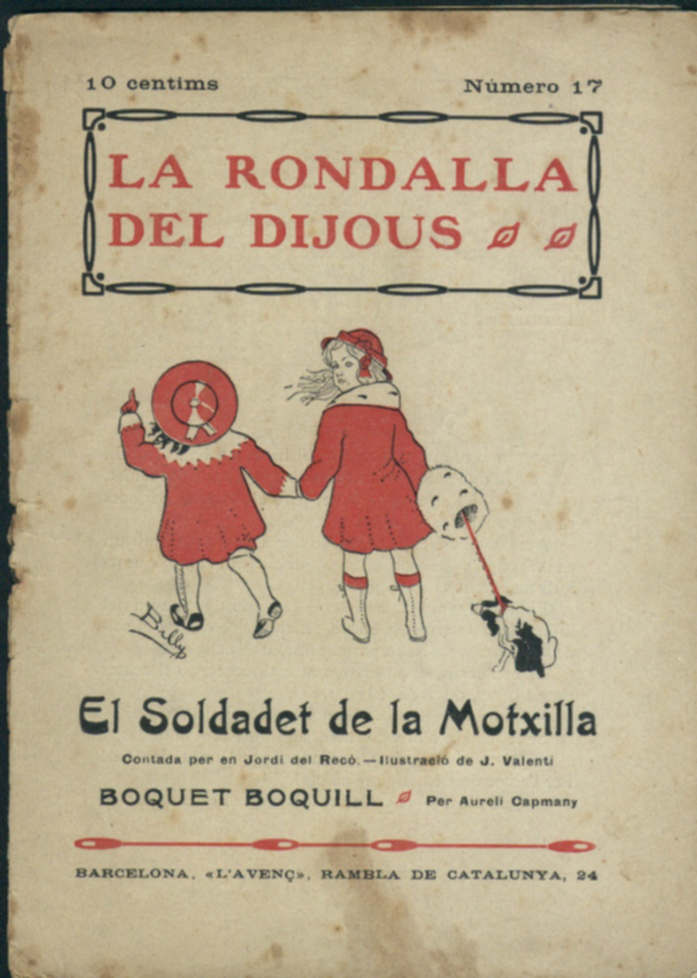 10 centims Número 17
LA RONDALLA
DEL DIJOUS
Billy
El Soldadet de la Motxilla
Contada per en Jordi del Recó.—Ilustració de J. Valentí
BOQUET BOQUILL Per Aureli Capmany
BARCELONA, «L'AVENÇ», RAMBLA DE CATALUNYA, 24